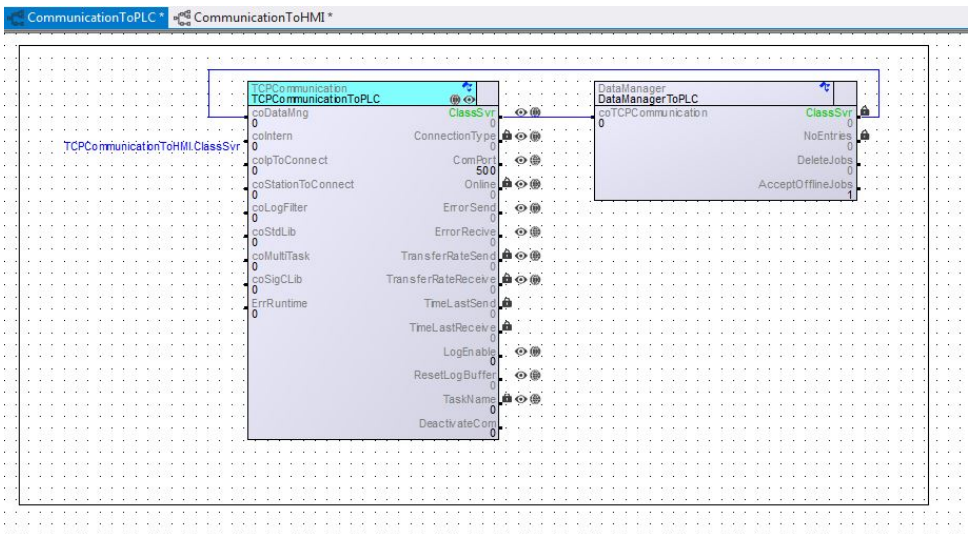 CommunicationToPLC *
CommunicationToHMI *
TCPCommunication
TCPCommunicationToPLC
coDataMng
0
ClassSvr
0
coIntern
0
ConnectionType
0
TCPCommunicationToHMI.ClassSvr
coIpToConnect
0
ComPort
500
coStationToConnect
0
Online
0
coLogFilter
0
ErrorSend
0
coStdLib
0
ErrorRecive
0
coMultiTask
0
TransferRateSend
0
coSigCLib
0
TransferRateReceive
0
ErrRuntime
0
TimeLastSend
0
TimeLastReceive
0
LogEnable
0
ResetLogBuffer
0
TaskName
0
DeactivateCom
0
DataManager
DataManagerToPLC
coTCPCommunication
0
ClassSvr
0
NoEntries
0
DeleteJobs
0
AcceptOfflineJobs
1